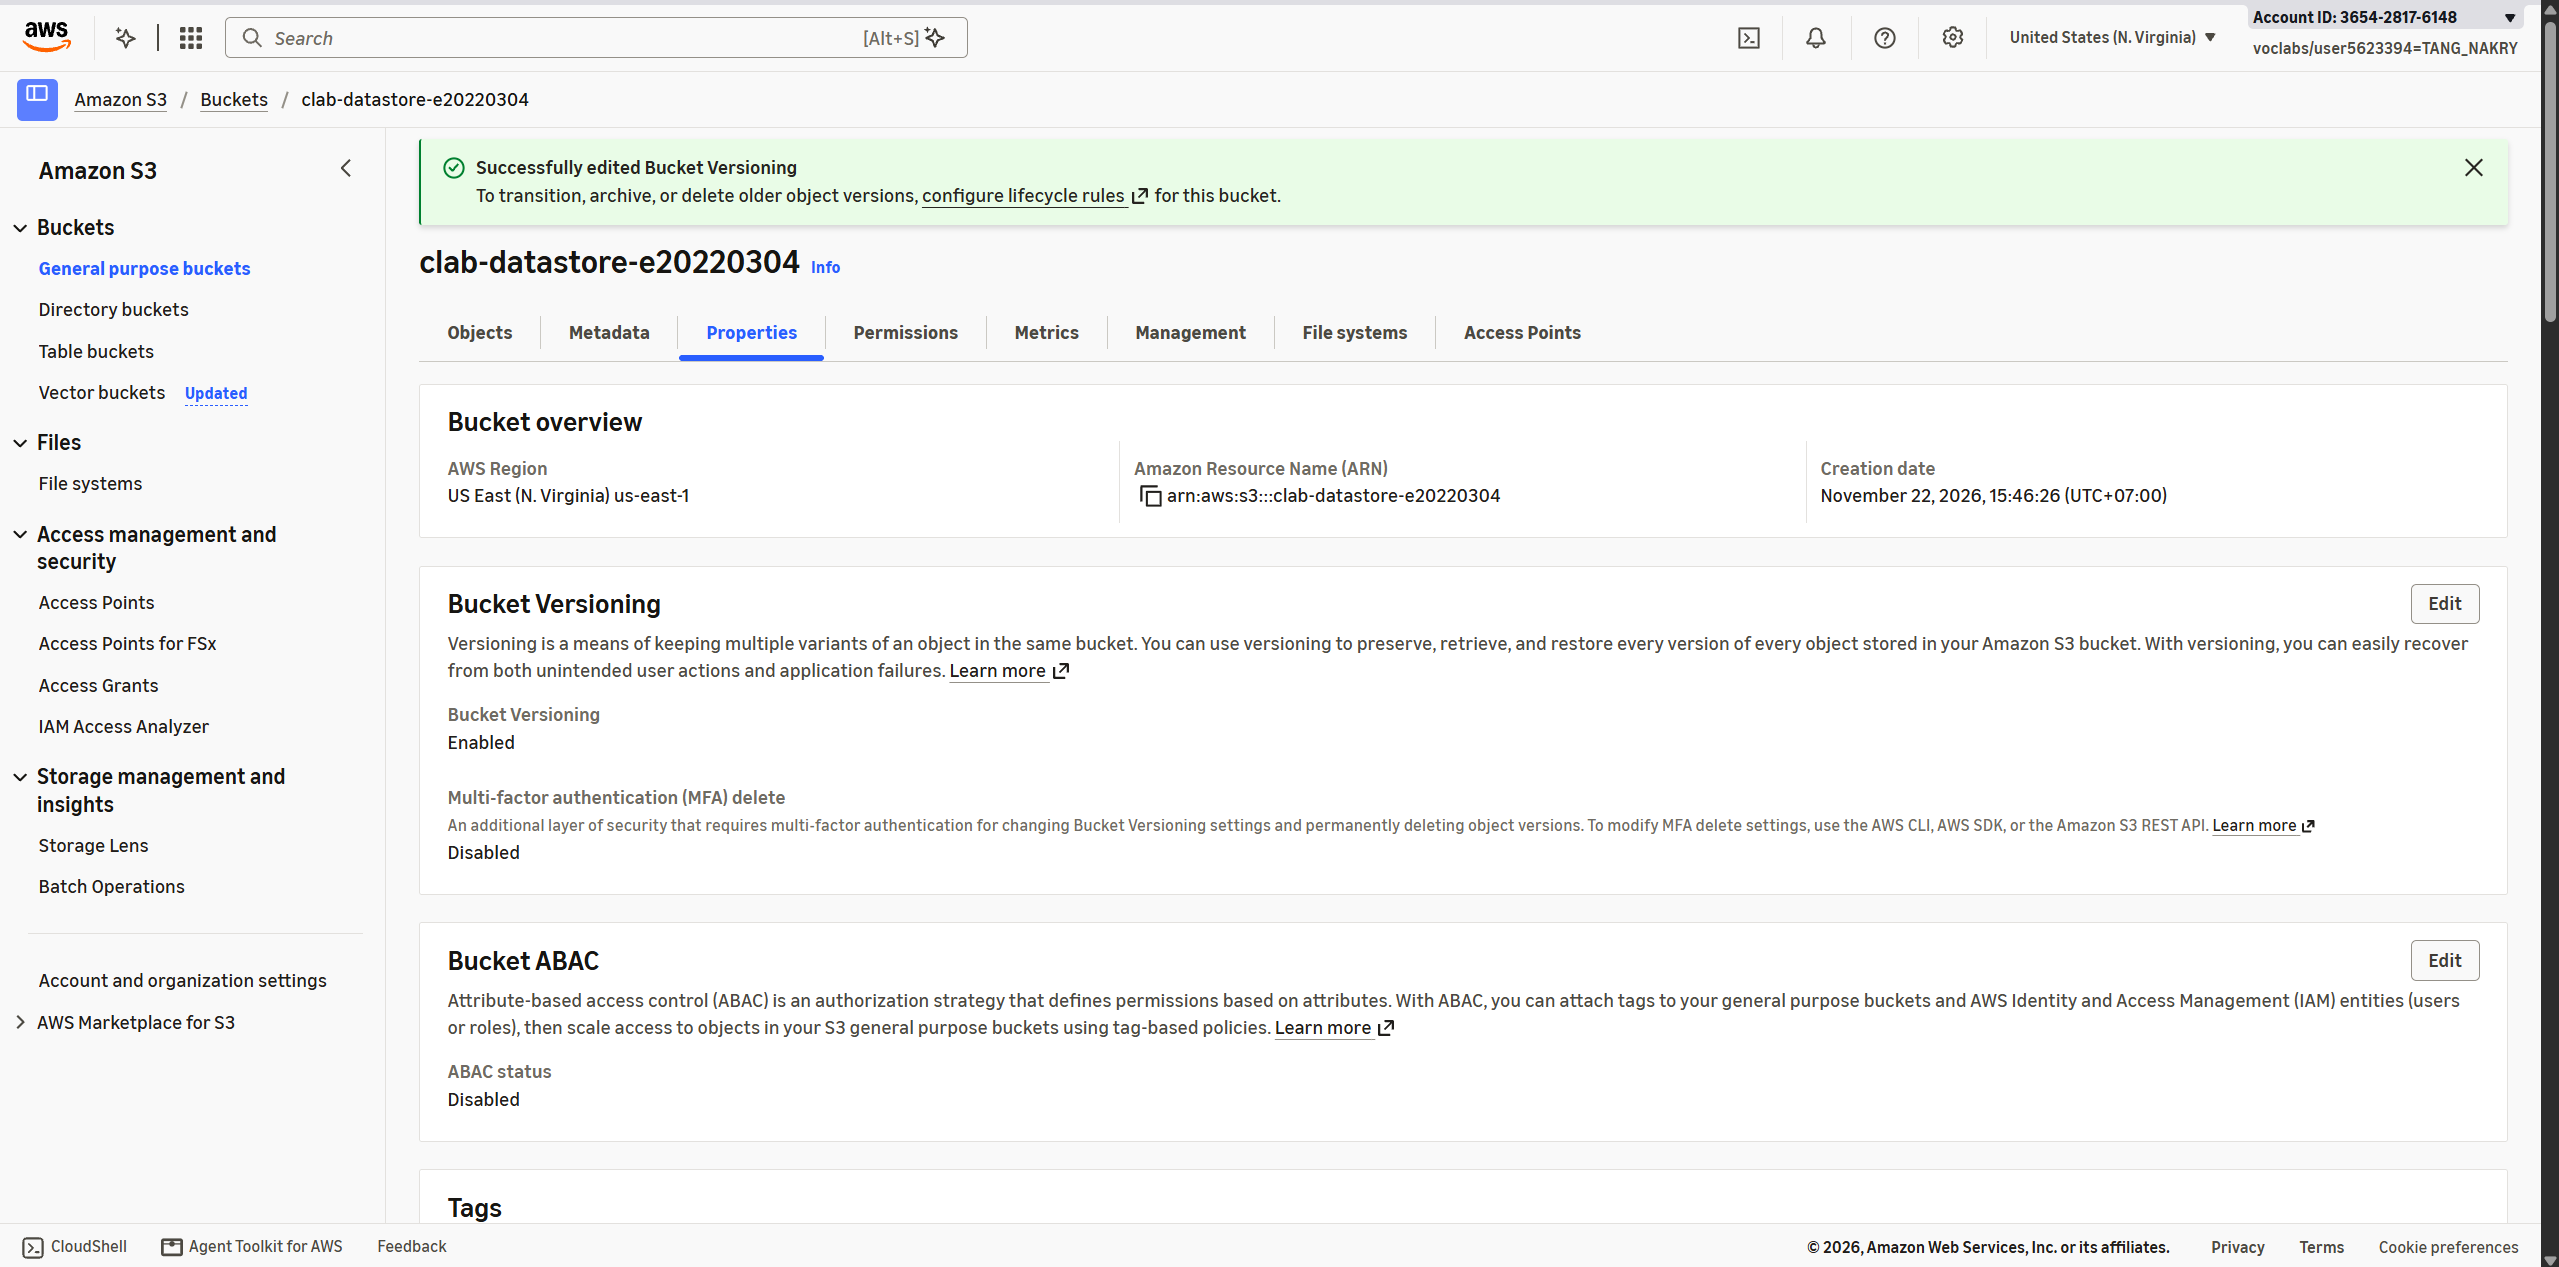 aws
Search [Alt+S]
United States (N. Virginia)
Account ID: 3654-2817-6148
voclabs/user5623394=TANG_NAKRY
Amazon S3 / Buckets / clab-datastore-e20220304
Amazon S3
Buckets
General purpose buckets
Directory buckets
Table buckets
Vector buckets Updated
Files
File systems
Access management and
security
Access Points
Access Points for FSx
Access Grants
IAM Access Analyzer
Storage management and
insights
Storage Lens
Batch Operations
Account and organization settings
AWS Marketplace for S3
Successfully edited Bucket Versioning
To transition, archive, or delete older object versions, configure lifecycle rules for this bucket.
clab-datastore-e20220304 Info
Objects Metadata Properties Permissions Metrics Management File systems Access Points
Bucket overview
AWS Region
US East (N. Virginia) us-east-1
Amazon Resource Name (ARN)
arn:aws:s3:::clab-datastore-e20220304
Creation date
November 22, 2026, 15:46:26 (UTC+07:00)
Bucket Versioning
Edit
Versioning is a means of keeping multiple variants of an object in the same bucket. You can use versioning to preserve, retrieve, and restore every version of every object stored in your Amazon S3 bucket. With versioning, you can easily recover
from both unintended user actions and application failures. Learn more
Bucket Versioning
Enabled
Multi-factor authentication (MFA) delete
An additional layer of security that requires multi-factor authentication for changing Bucket Versioning settings and permanently deleting object versions. To modify MFA delete settings, use the AWS CLI, AWS SDK, or the Amazon S3 REST API. Learn more
Disabled
Bucket ABAC
Edit
Attribute-based access control (ABAC) is an authorization strategy that defines permissions based on attributes. With ABAC, you can attach tags to your general purpose buckets and AWS Identity and Access Management (IAM) entities (users
or roles), then scale access to objects in your S3 general purpose buckets using tag-based policies. Learn more
ABAC status
Disabled
Tags
CloudShell Agent Toolkit for AWS Feedback
© 2026, Amazon Web Services, Inc. or its affiliates. Privacy Terms Cookie preferences